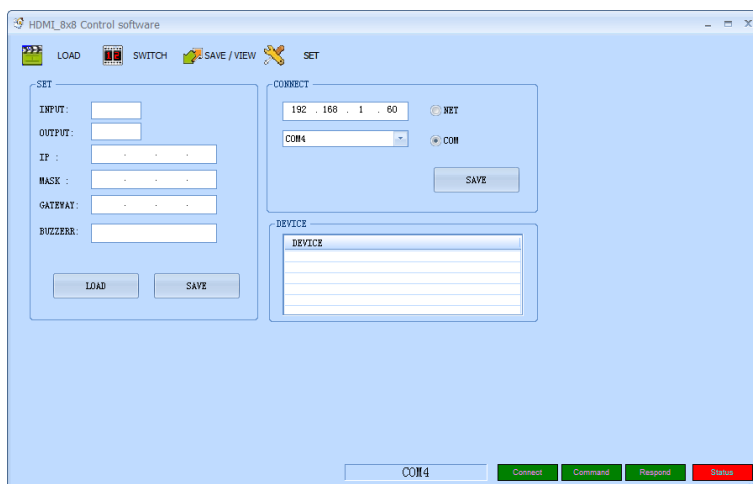 HDMI_8x8 Control software
LOAD SWITCH SAVE / VIEW SET
SET
INPUT:
OUTPUT:
IP :
MASK :
GATEWAT:
BUZZERR:
LOAD SAVE
CONNECT
192 . 168 . 1 . 60 NET
COM4 COM
SAVE
DEVICE
DEVICE
COM4 Connect Command Respond Status